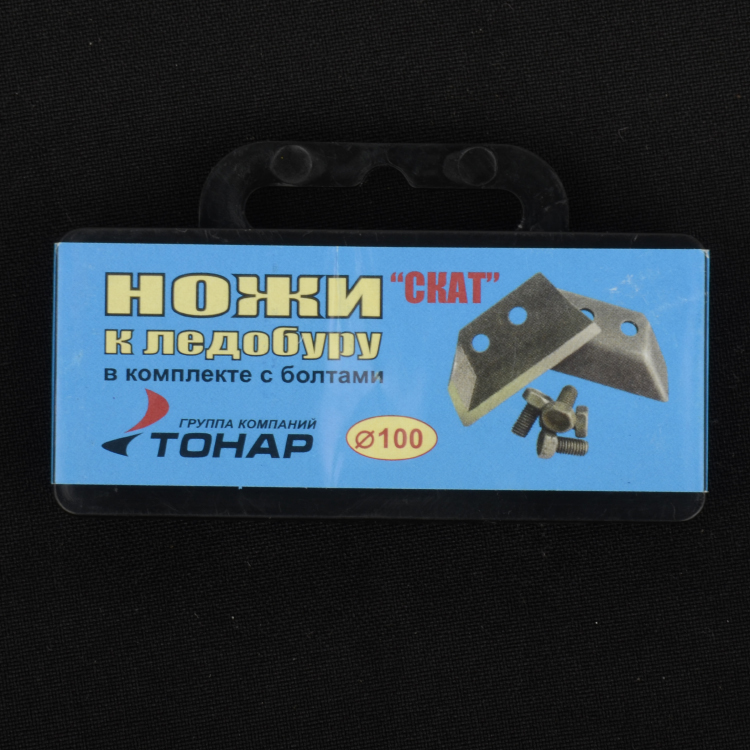 НОЖИ "СКАТ"
К ЛЕДОБУРУ
в комплекте с болтами
ГРУППА КОМПАНИЙ
ТОНАР
⌀100